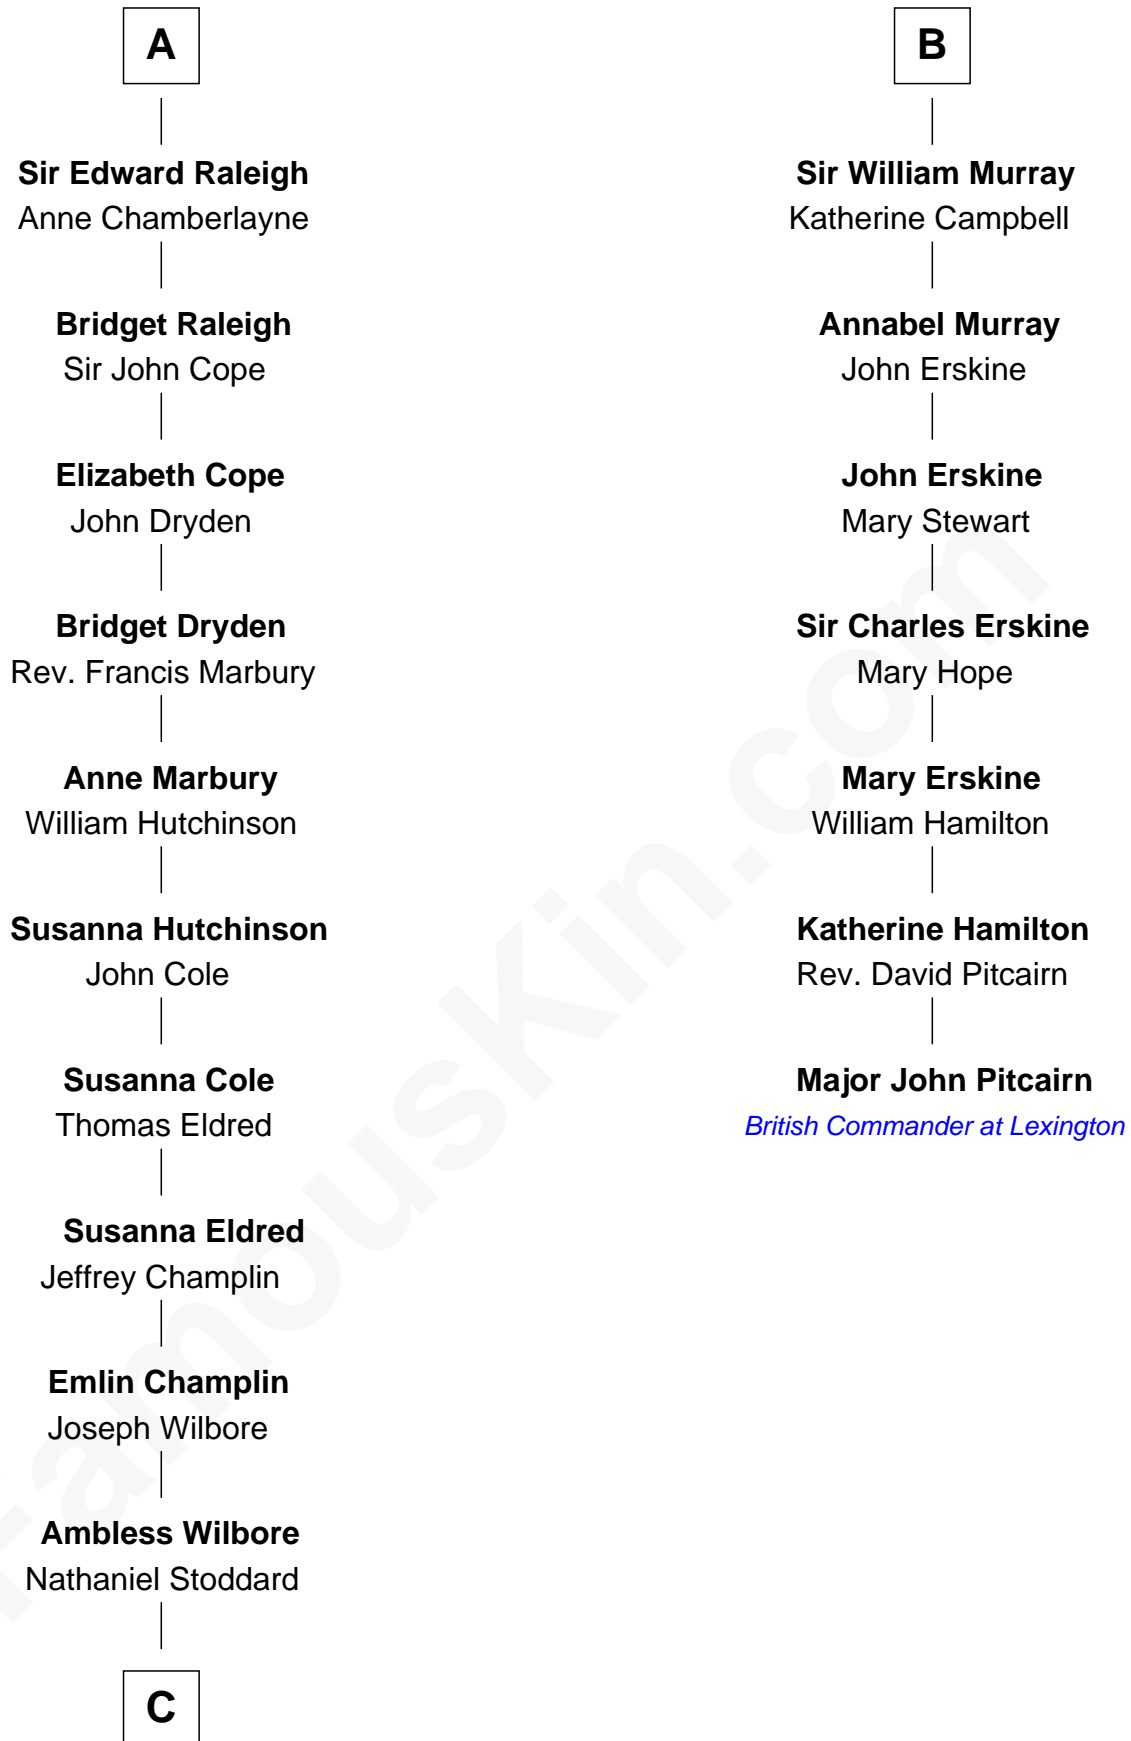 A
Sir Edward Raleigh
Anne Chamberlayne
Bridget Raleigh
Sir John Cope
Elizabeth Cope
John Dryden
Bridget Dryden
Rev. Francis Marbury
Anne Marbury
William Hutchinson
Susanna Hutchinson
John Cole
Susanna Cole
Thomas Eldred
Susanna Eldred
Jeffrey Champlin
Emlin Champlin
Joseph Wilbore
Ambless Wilbore
Nathaniel Stoddard
C
B
Sir William Murray
Katherine Campbell
Annabel Murray
John Erskine
John Erskine
Mary Stewart
Sir Charles Erskine
Mary Hope
Mary Erskine
William Hamilton
Katherine Hamilton
Rev. David Pitcairn
Major John Pitcairn
British Commander at Lexington
FamousKin.com